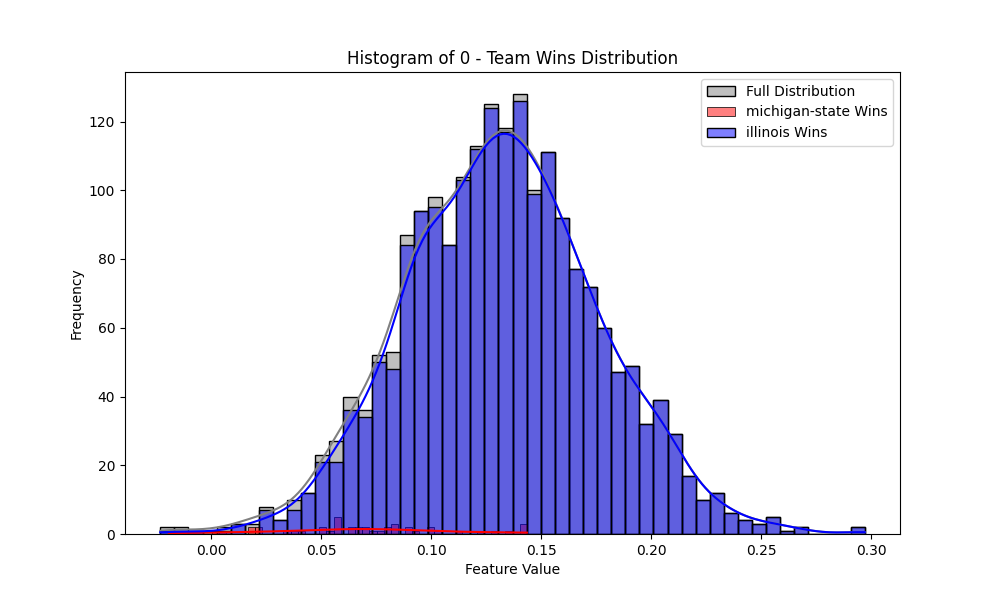 Histogram of 0 - Team Wins Distribution
Full Distribution
michigan-state Wins
illinois Wins
Frequency
120
100
80
60
40
20
0
0.00 0.05 0.10 0.15 0.20 0.25 0.30
Feature Value